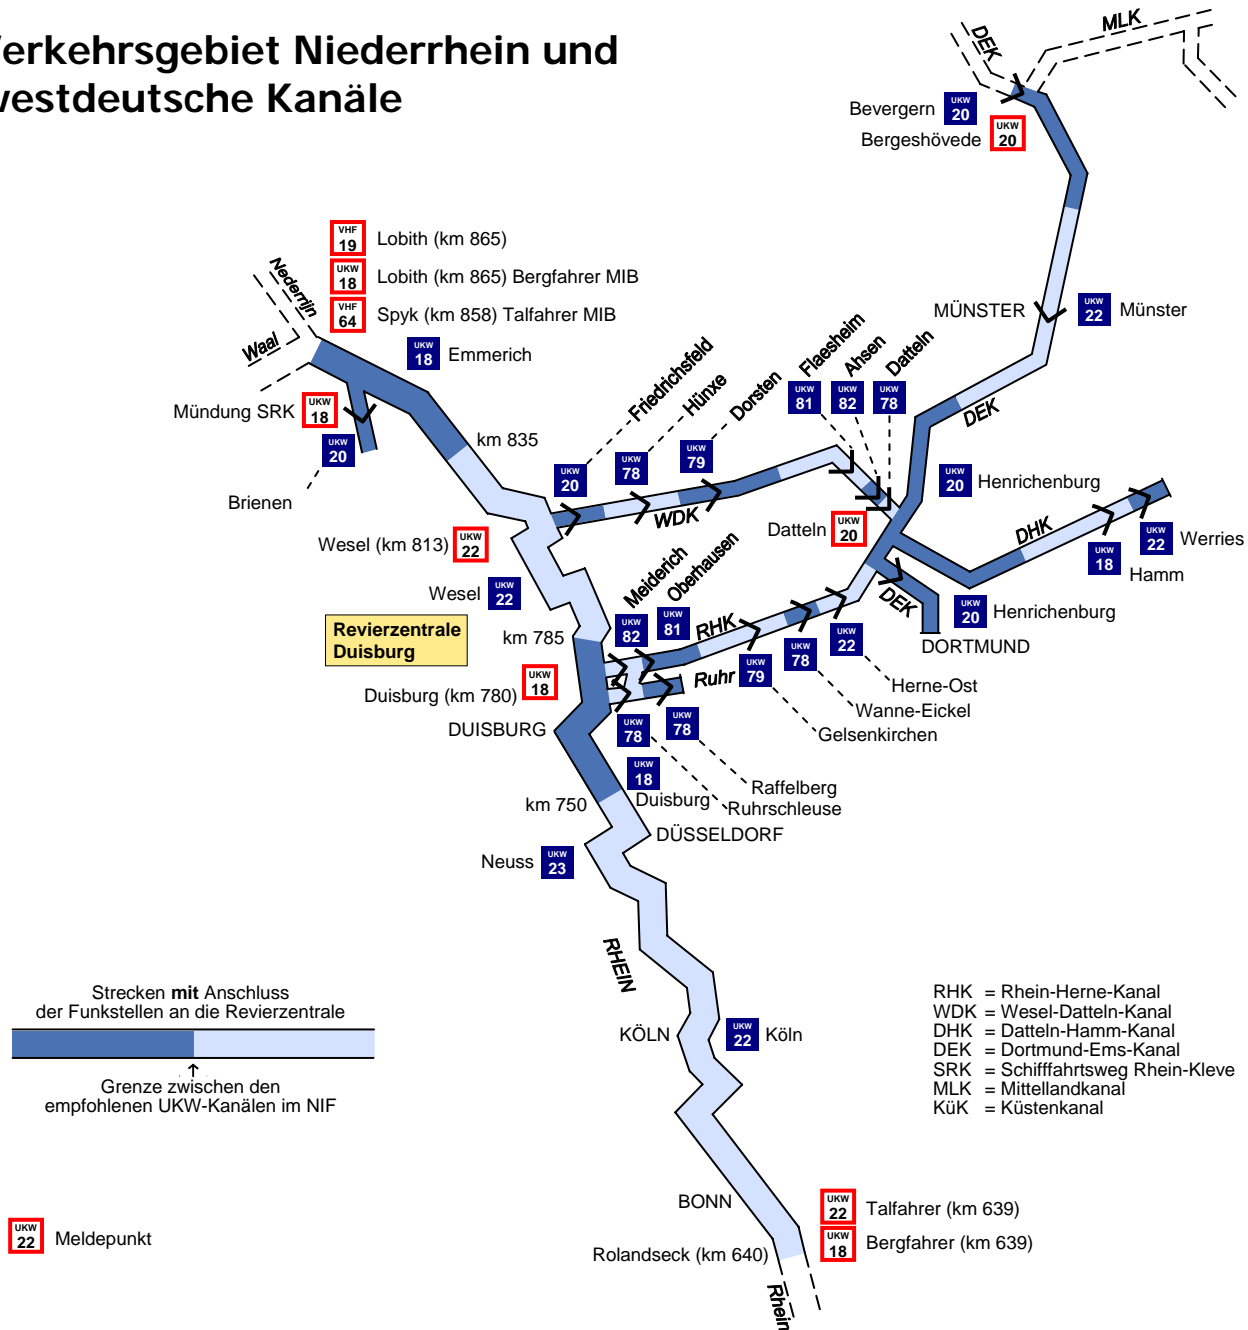 Verkehrsgebiet Niederrhein und
westdeutsche Kanäle
DEK
MLK
Bevergern
UKW
20
Bergeshövede
UKW
20
VHF
19
Lobith (km 865)
UKW
18
Lobith (km 865) Bergfahrer MIB
VHF
64
Spyk (km 858) Talfahrer MIB
Nederrijn
Waal
UKW
18
Emmerich
MÜNSTER
UKW
22
Münster
Mündung SRK
UKW
18
UKW
20
Brienen
km 835
Friedrichsfeld
Hünxe
Dorsten
Flaesheim
Ahsen
Datteln
UKW
20
UKW
78
UKW
79
UKW
81
UKW
82
UKW
78
WDK
DEK
UKW
20
Henrichenburg
Datteln
UKW
20
DHK
UKW
18
Hamm
UKW
22
Werries
Wesel (km 813)
UKW
22
Wesel
UKW
22
Revierzentrale
Duisburg
km 785
Meiderich
Oberhausen
UKW
82
UKW
81
RHK
DEK
UKW
20
Henrichenburg
DORTMUND
Duisburg (km 780)
UKW
18
Ruhr
UKW
79
UKW
78
UKW
22
Herne-Ost
Wanne-Eickel
Gelsenkirchen
DUISBURG
UKW
78
UKW
78
UKW
18
Duisburg
Raffelberg
Ruhrschleuse
km 750
DÜSSELDORF
Neuss
UKW
23
RHEIN
KÖLN
UKW
22
Köln
Strecken mit Anschluss
der Funkstellen an die Revierzentrale
↑
Grenze zwischen den
empfohlenen UKW-Kanälen im NIF
RHK = Rhein-Herne-Kanal
WDK = Wesel-Datteln-Kanal
DHK = Datteln-Hamm-Kanal
DEK = Dortmund-Ems-Kanal
SRK = Schifffahrtsweg Rhein-Kleve
MLK = Mittellandkanal
KüK = Küstenkanal
BONN
UKW
22
Talfahrer (km 639)
UKW
18
Bergfahrer (km 639)
Rolandseck (km 640)
Rhein
UKW
22
Meldepunkt